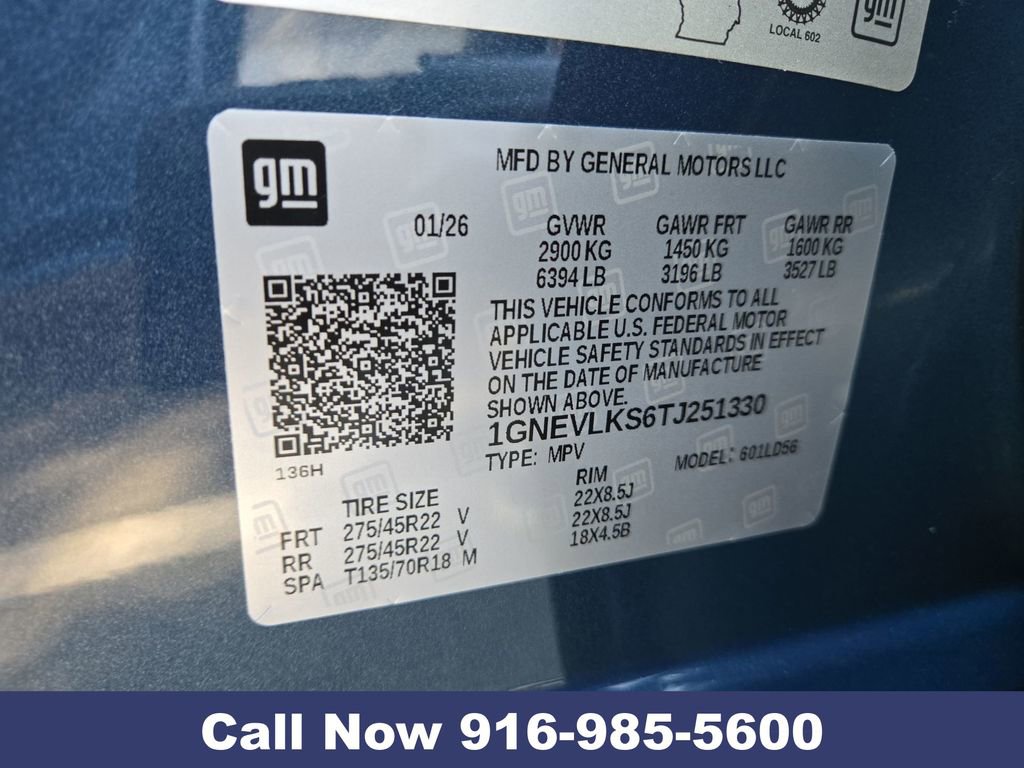 LOCAL 602
gm
gm
MFD BY GENERAL MOTORS LLC
01/26
GVWR GAWR FRT GAWR RR
2900 KG 1450 KG 1600 KG
6394 LB 3196 LB 3527 LB
THIS VEHICLE CONFORMS TO ALL
APPLICABLE U.S. FEDERAL MOTOR
VEHICLE SAFETY STANDARDS IN EFFECT
ON THE DATE OF MANUFACTURE
SHOWN ABOVE.
1GNEVLKS6TJ251330
TYPE: MPV MODEL: 601LD56
136H
TIRE SIZE RIM
FRT 275/45R22 V 22X8.5J
RR 275/45R22 V 22X8.5J
SPA T135/70R18 M 18X4.5B
Call Now 916-985-5600